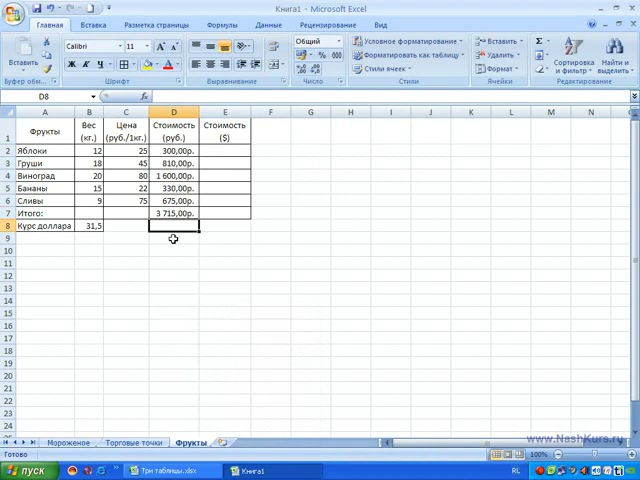 Книга1 - Microsoft Excel
Главная Вставка Разметка страницы Формулы Данные Рецензирование Вид
Вставить
Буфер обм...
Calibri 11
Ж К Ч
Шрифт
Выравнивание
Общий
% 000
Число
Условное форматирование
Форматировать как таблицу
Стили ячеек
Стили
Вставить
Удалить
Формат
Ячейки
Σ
Сортировка и фильтр
Найти и выделить
Редактирование
D8 fx
A B C D E F G H I J K L M N
1 Фрукты Вес (кг.) Цена (руб./1кг.) Стоимость (руб.) Стоимость ($)
2 Яблоки 12 25 300,00р.
3 Груши 18 45 810,00р.
4 Виноград 20 80 1 600,00р.
5 Бананы 15 22 330,00р.
6 Сливы 9 75 675,00р.
7 Итого: 3 715,00р.
8 Курс доллара 31,5
9
10
11
12
13
14
15
16
17
18
19
20
21
22
23
24
Мороженое Торговые точки Фрукты
www.NashKurs.ru
Готово 100%
пуск Три таблицы.xlsx Книга1 RL